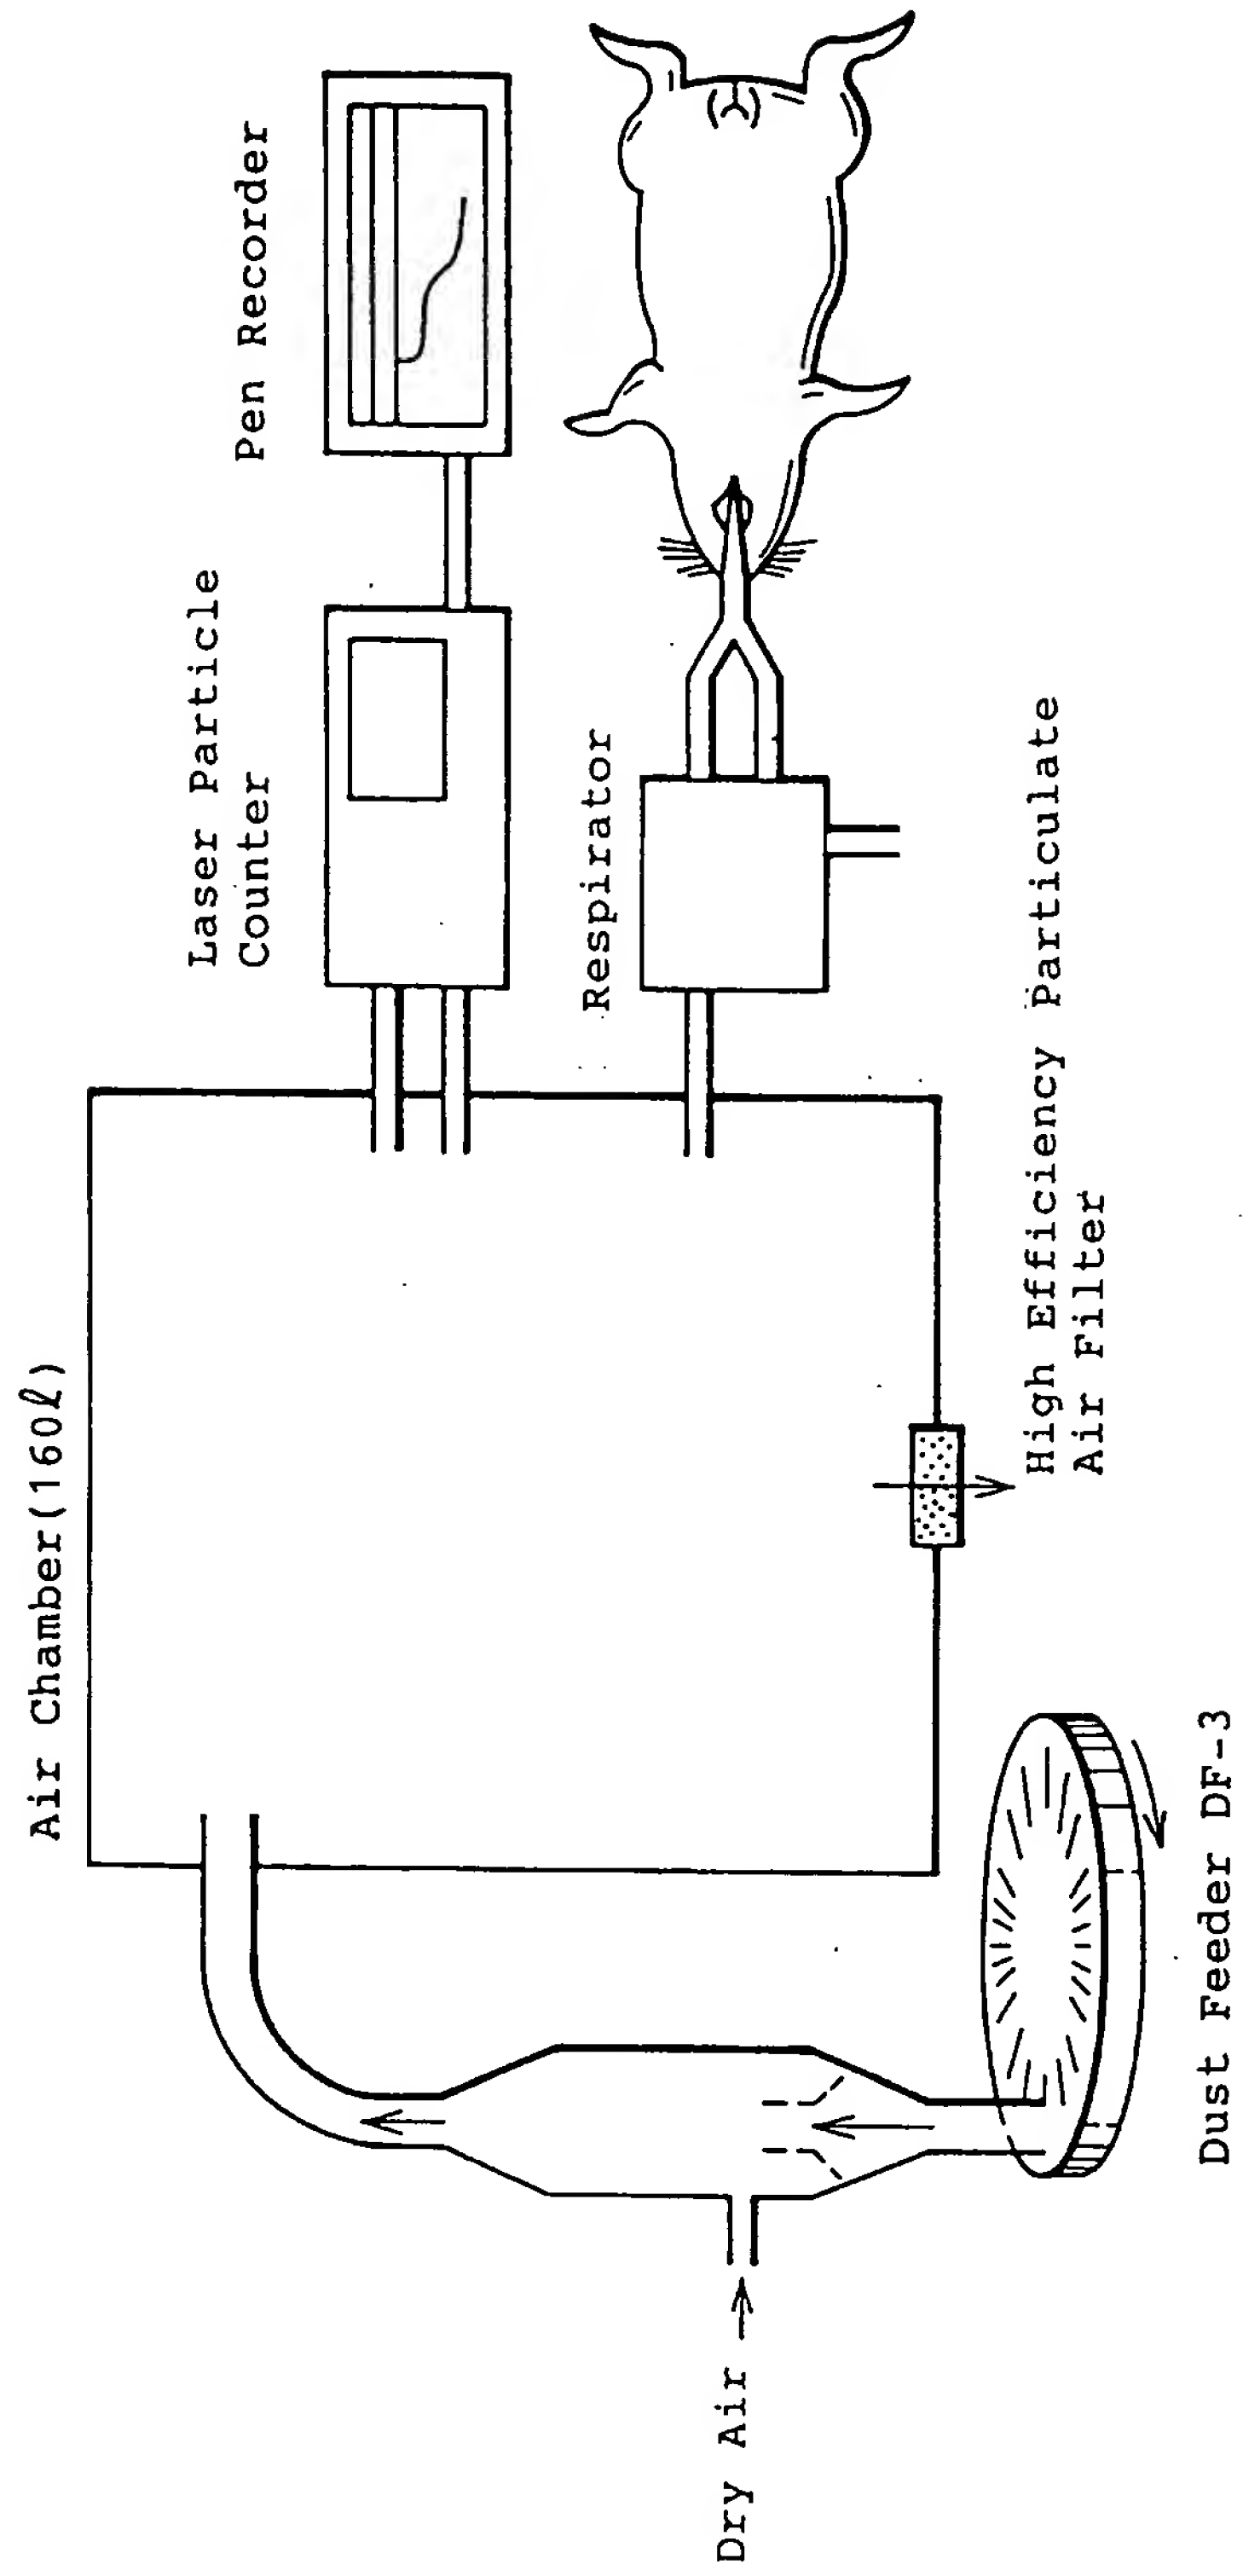 Air Chamber(160ℓ)
Laser Particle
Counter
Pen Recorder
Respirator
High Efficiency Particulate
Air Filter
Dry Air
Dust Feeder DF-3